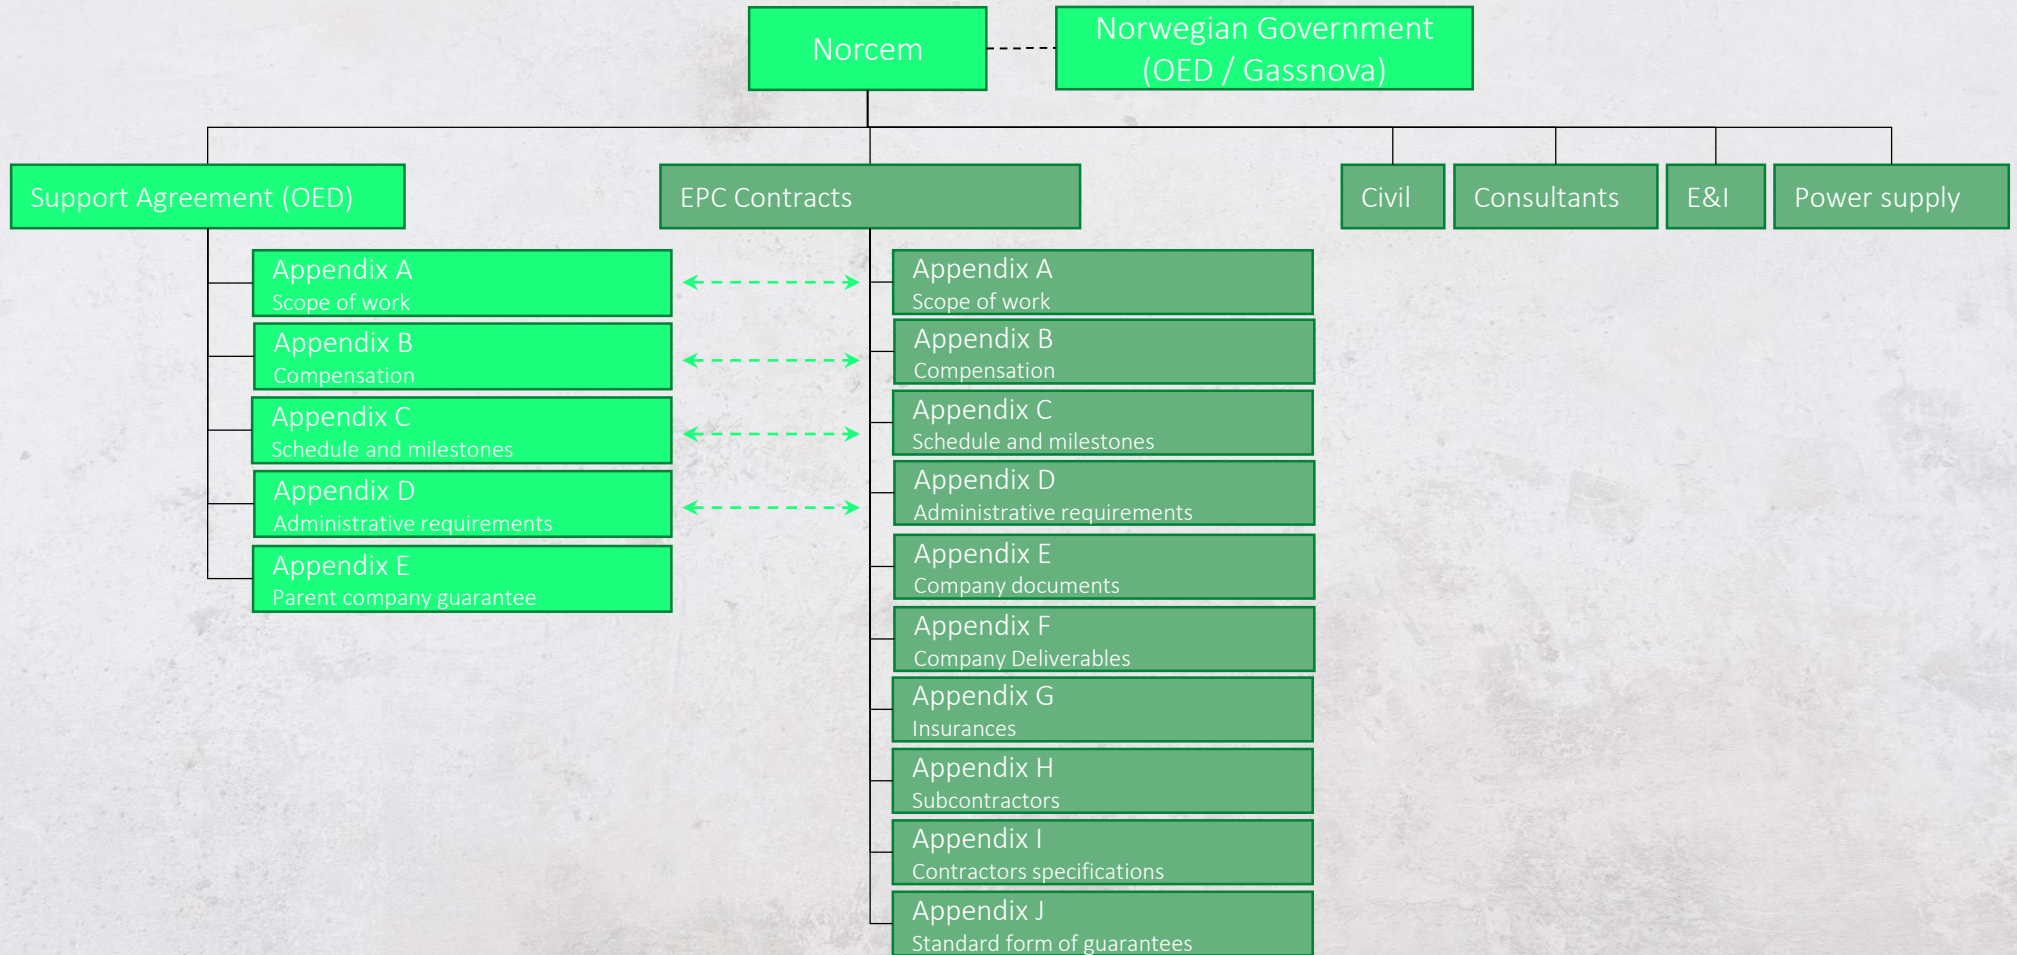 Norcem
Norwegian Government
(OED / Gassnova)
Support Agreement (OED)
EPC Contracts
Civil
Consultants
E&I
Power supply
Appendix A
Scope of work
Appendix B
Compensation
Appendix C
Schedule and milestones
Appendix D
Administrative requirements
Appendix E
Parent company guarantee
Appendix A
Scope of work
Appendix B
Compensation
Appendix C
Schedule and milestones
Appendix D
Administrative requirements
Appendix E
Company documents
Appendix F
Company Deliverables
Appendix G
Insurances
Appendix H
Subcontractors
Appendix I
Contractors specifications
Appendix J
Standard form of guarantees